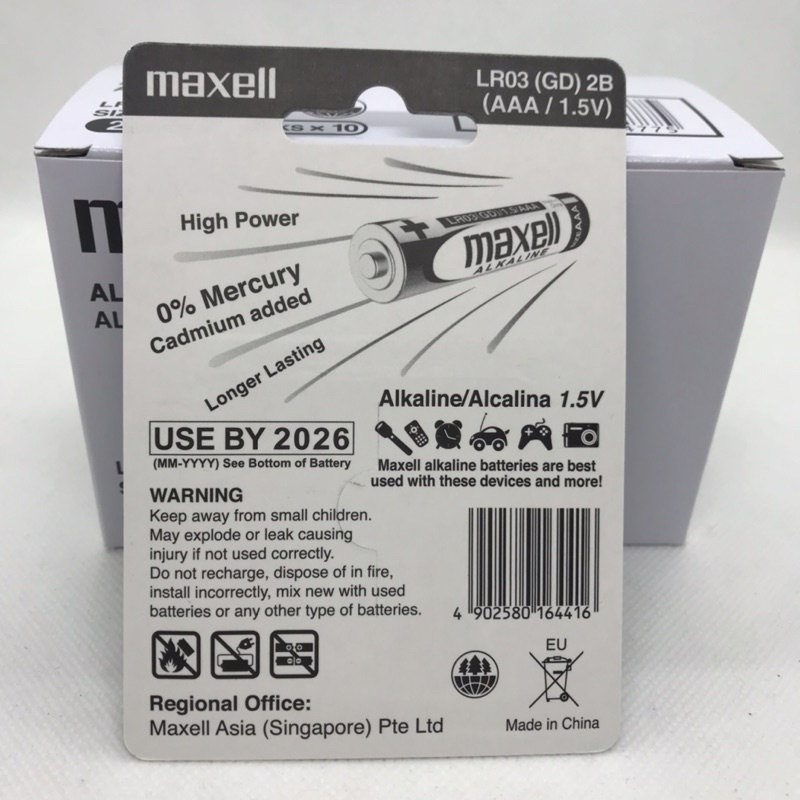 maxell
LR03 (GD) 2B
(AAA / 1.5V)
KS x 10)
High Power
LR03(GD)/1.5/AAA
maxell
ALKALINE
AAA
0% Mercury
Cadmium added
Longer Lasting
Alkaline/Alcalina 1.5V
USE BY 2026
(MM-YYYY) See Bottom of Battery
Maxell alkaline batteries are best
used with these devices and more!
WARNING
Keep away from small children.
May explode or leak causing
injury if not used correctly.
Do not recharge, dispose of in fire,
install incorrectly, mix new with used
batteries or any other type of batteries.
4 902580 164416
EU
Regional Office:
Maxell Asia (Singapore) Pte Ltd
Made in China